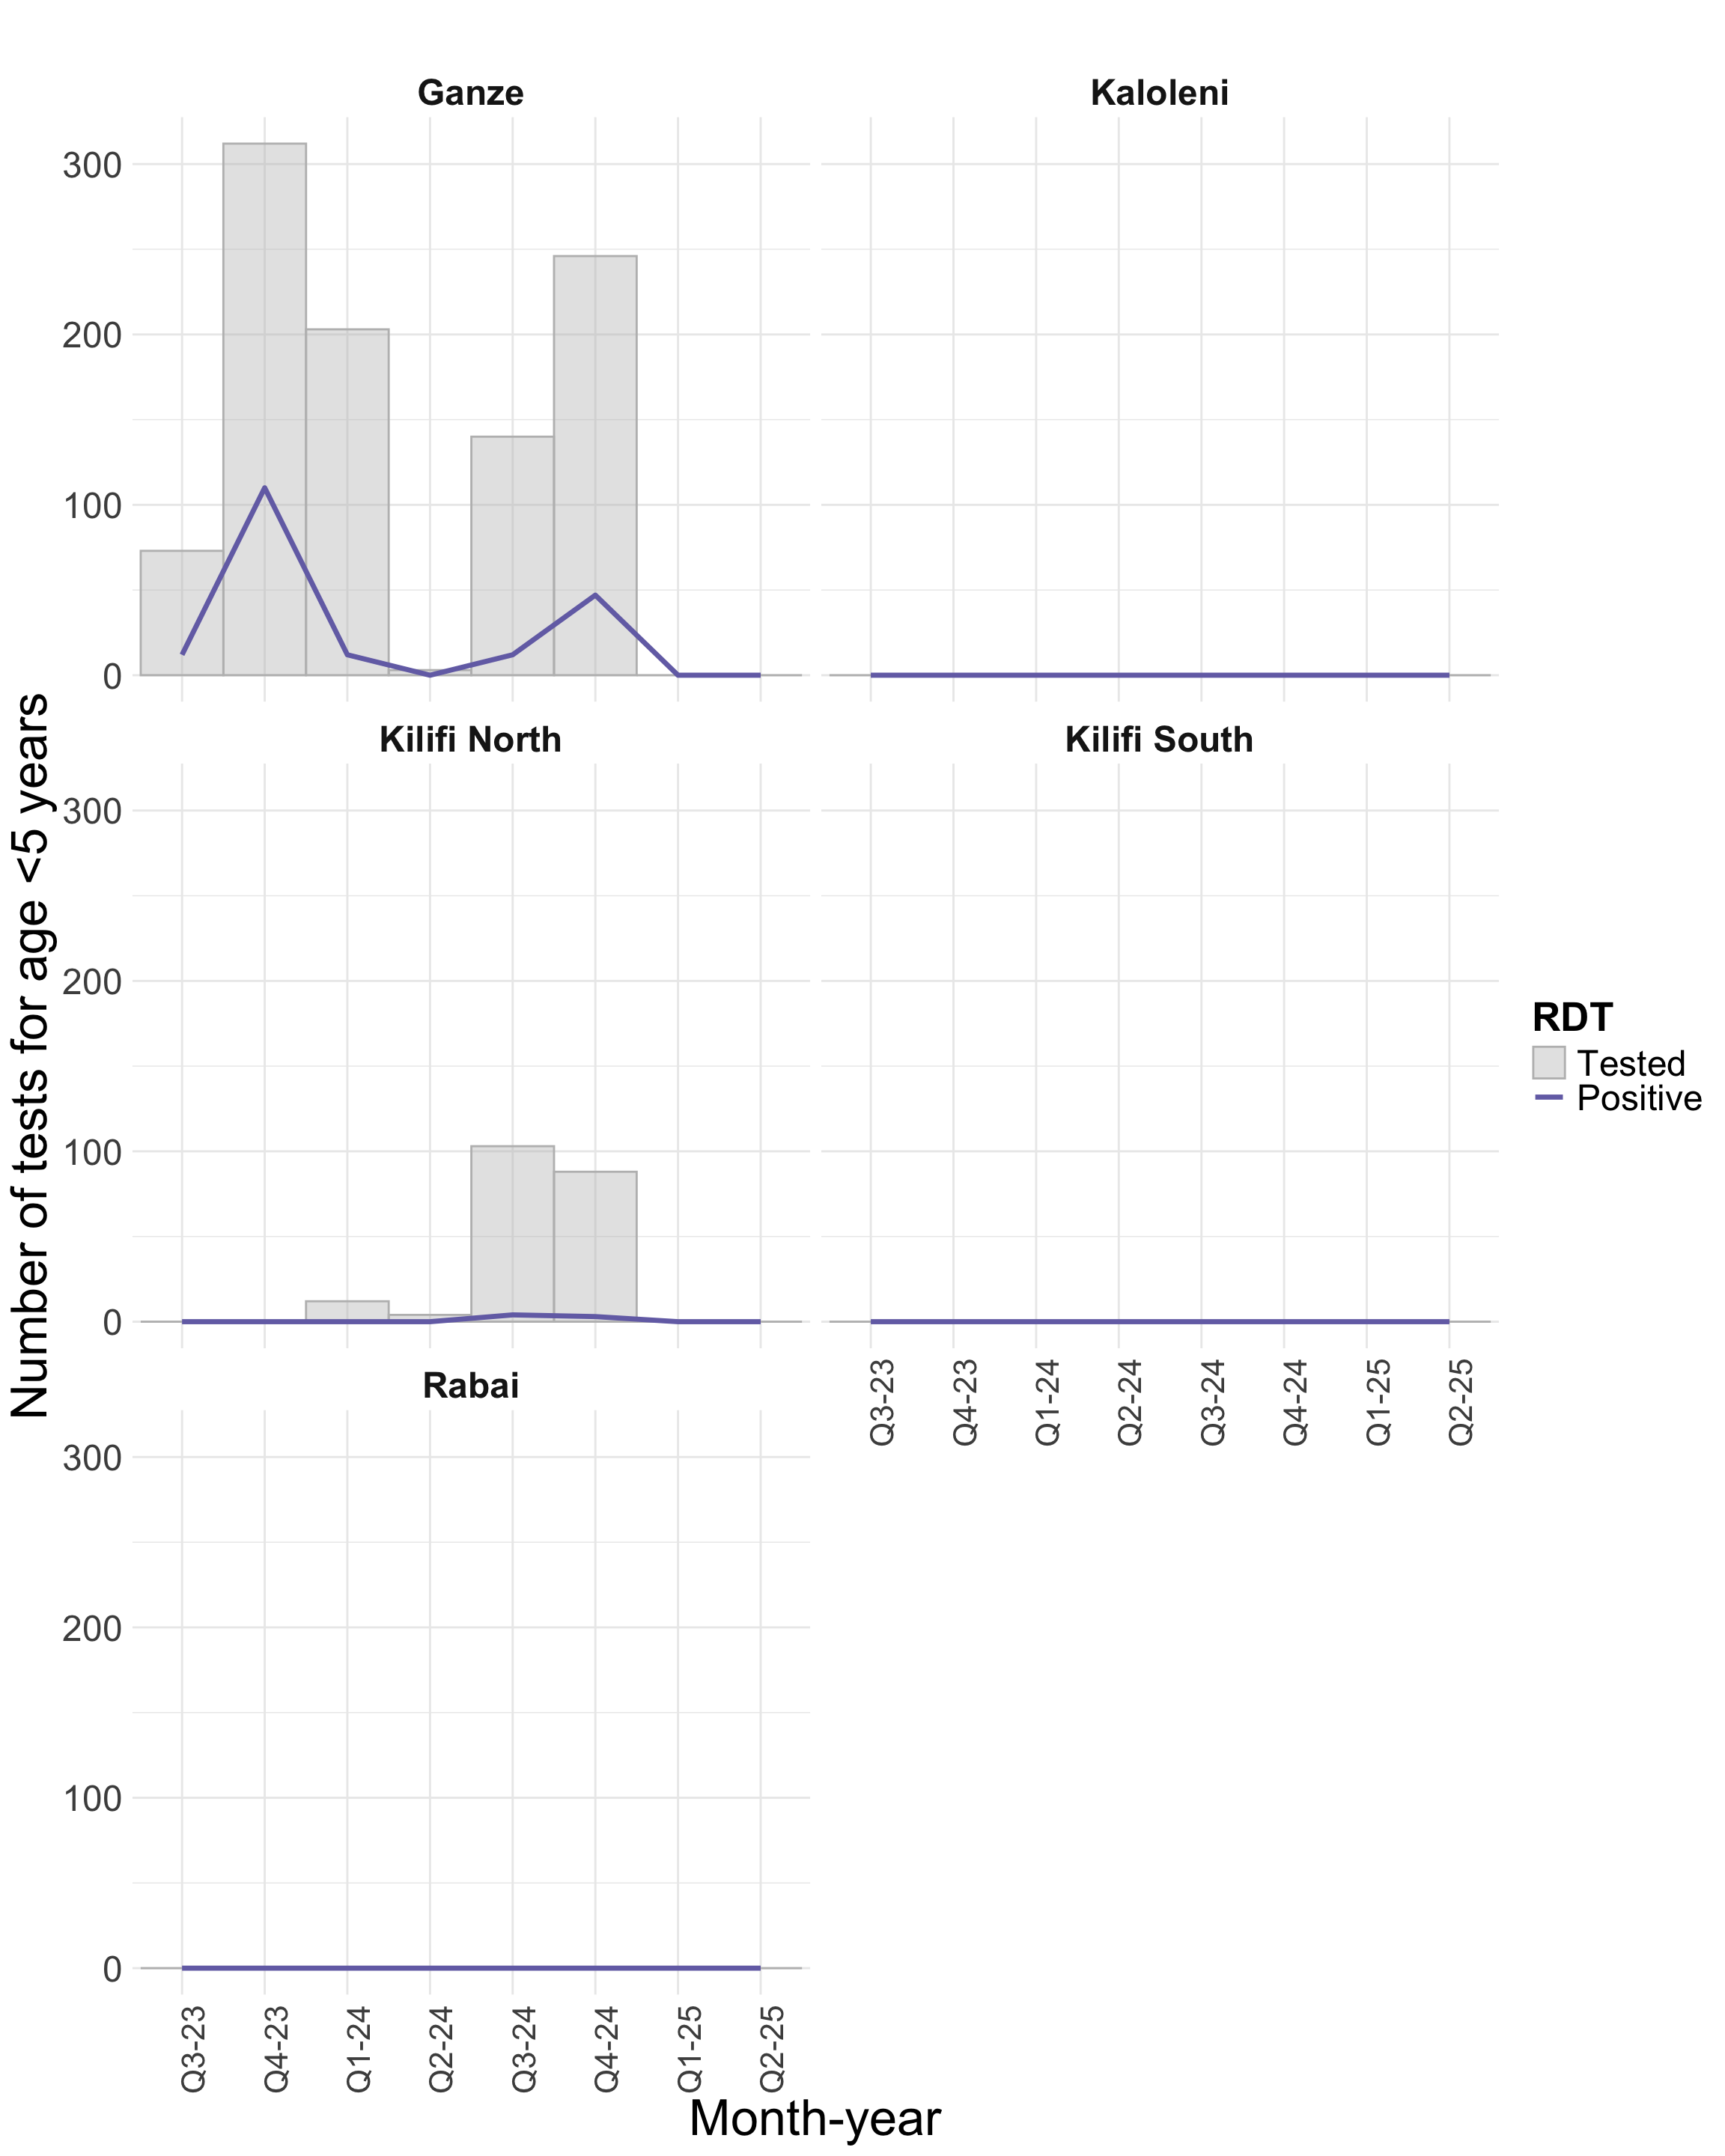 Ganze
Kaloleni
300
200
100
0
Kilifi North
Kilifi South
300
200
100
0
Q3-23
Q4-23
Q1-24
Q2-24
Q3-24
Q4-24
Q1-25
Q2-25
Rabai
300
200
100
0
Q3-23
Q4-23
Q1-24
Q2-24
Q3-24
Q4-24
Q1-25
Q2-25
Month-year
Number of tests for age <5 years
RDT
Tested
Positive